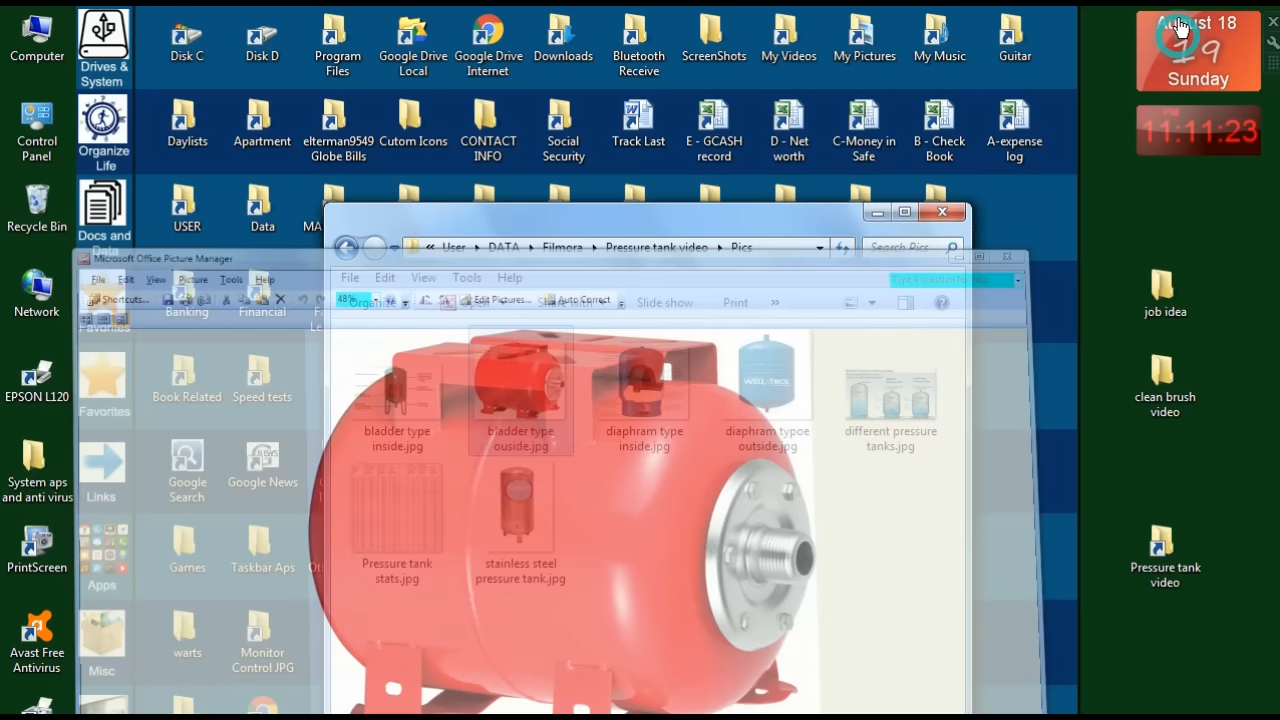 Computer
Drives &
System
Disk C
Disk D
Program
Files
Google Drive
Local
Google Drive
Internet
Downloads
Bluetooth
Receive
ScreenShots
My Videos
My Pictures
My Music
Guitar
August 18
19
Sunday
11:11:23
Control
Panel
Organize
Life
Daylists
Apartment
elterman9549
Globe Bills
Cutom Icons
CONTACT
INFO
Social
Security
Track Last
E - GCASH
record
D - Net
worth
C-Money in
Safe
B - Check
Book
A-expense
log
Recycle Bin
Docs and
USER
Data
MA
« User DATA Filmora Pressure tank video Pics
Search Pics
Microsoft Office Picture Manager
File Edit View Picture Tools Help
File Edit View Tools Help
Shortcuts...
48%
Edit Pictures...
Auto Correct
Slide show
Print
»
Network
Banking
Financial
Favorites
job idea
EPSON L120
Favorites
Book Related
Speed tests
clean brush
video
bladder type
inside.jpg
bladder type
ouside.jpg
diaphram type
inside.jpg
WELL-X-TROL
diaphram typoe
outside.jpg
different pressure
tanks.jpg
System aps
and anti virus
Links
Google
Search
Google News
Pressure tank
stats.jpg
stainless steel
pressure tank.jpg
PrintScreen
Apps
Games
Taskbar Aps
Pressure tank
video
Avast Free
Antivirus
Misc
warts
Monitor
Control JPG